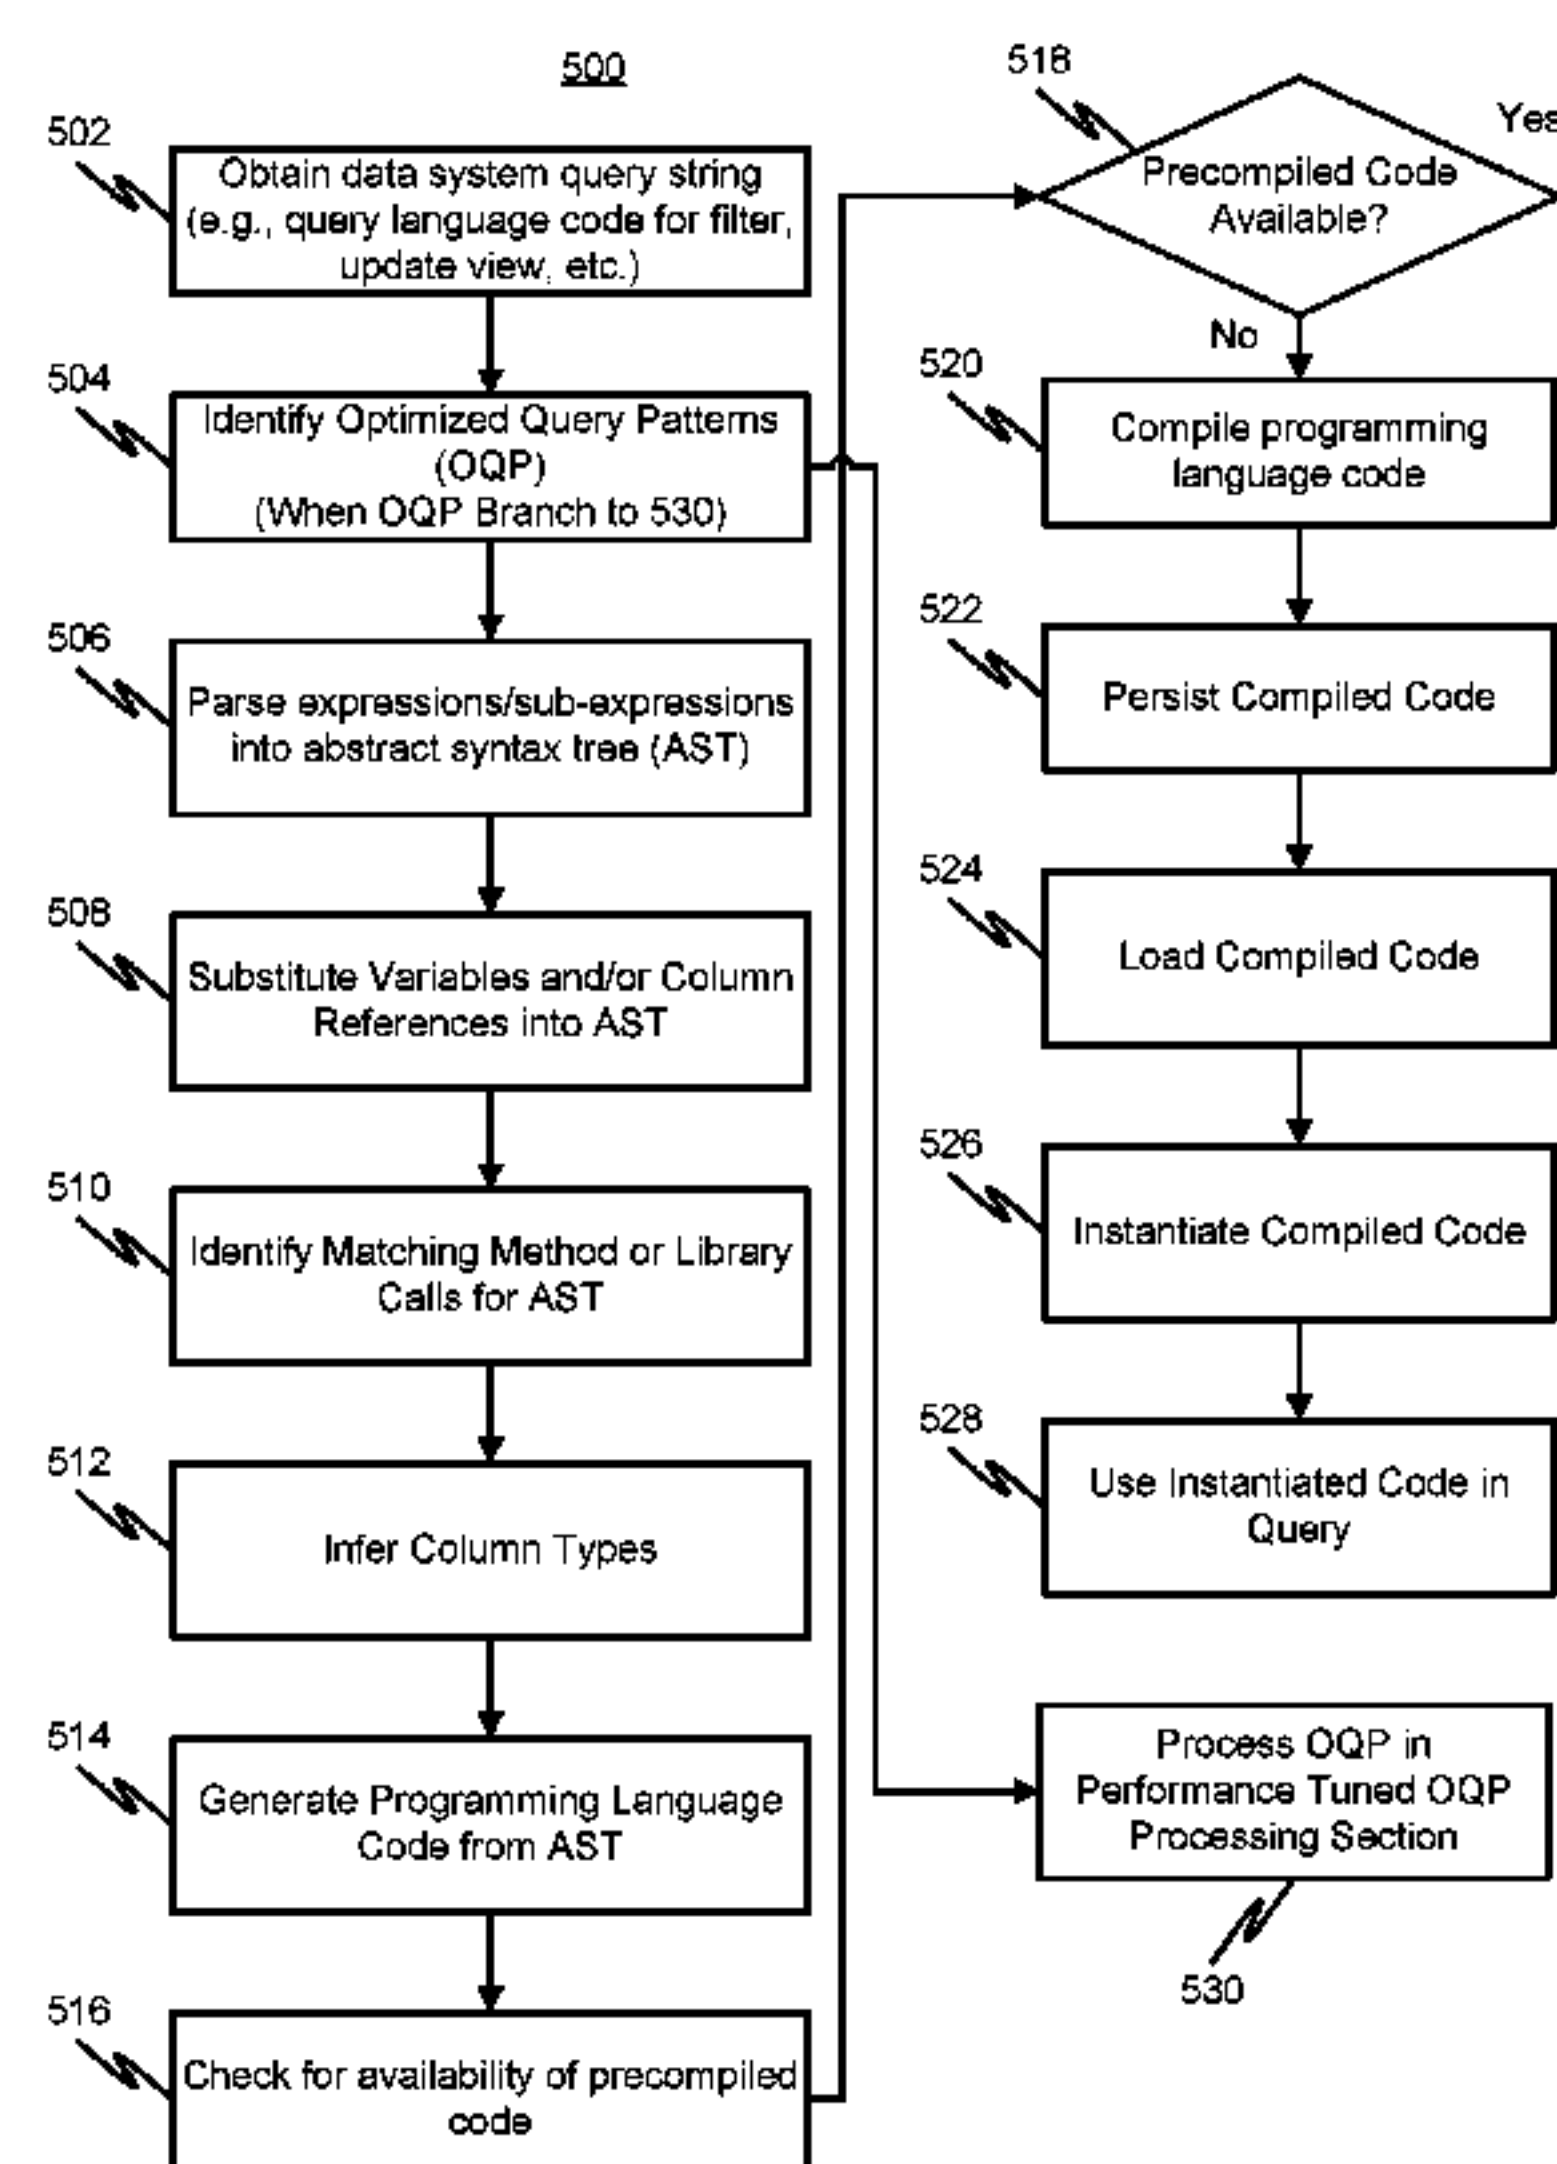 500
502
Obtain data system query string
(e.g., query language code for filter,
update view, etc.)
504
Identify Optimized Query Patterns
(OQP)
(When OQP Branch to 530)
506
Parse expressions/sub-expressions
into abstract syntax tree (AST)
508
Substitute Variables and/or Column
References into AST
510
Identify Matching Method or Library
Calls for AST
512
Infer Column Types
514
Generate Programming Language
Code from AST
516
Check for availability of precompiled
code
518
Precompiled Code
Available?
Yes
No
520
Compile programming
language code
522
Persist Compiled Code
524
Load Compiled Code
526
Instantiate Compiled Code
528
Use Instantiated Code in
Query
Process OQP in
Performance Tuned OQP
Processing Section
530